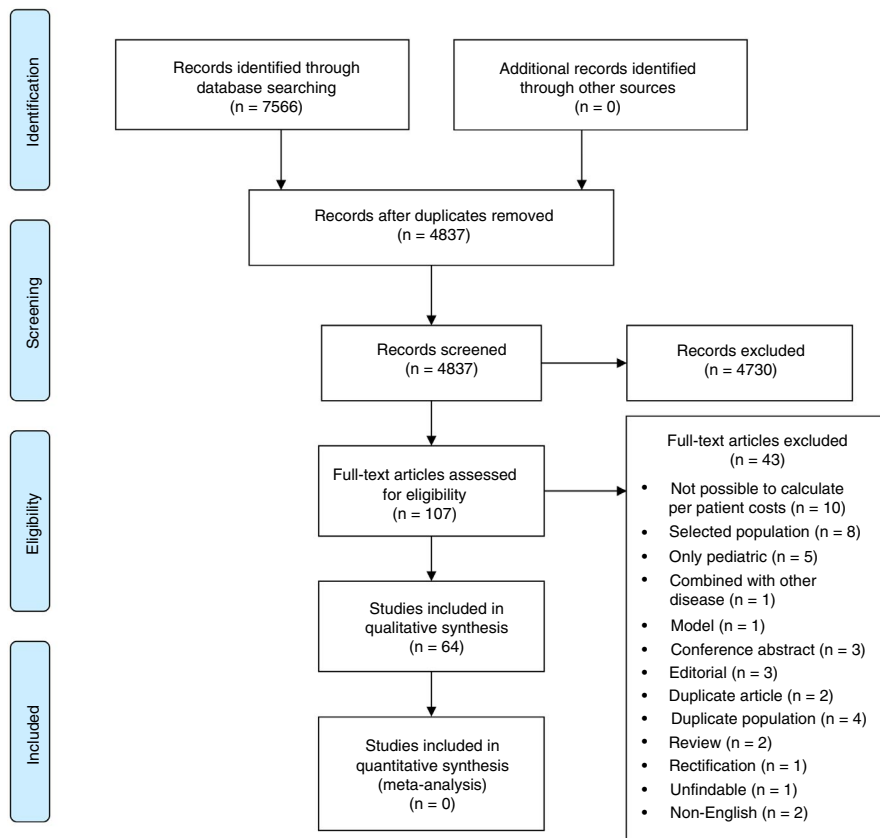 Identification
Records identified through
database searching
(n = 7566)
Additional records identified
through other sources
(n = 0)
Records after duplicates removed
(n = 4837)
Screening
Records screened
(n = 4837)
Records excluded
(n = 4730)
Eligibility
Full-text articles assessed
for eligibility
(n = 107)
Full-text articles excluded
(n = 43)
• Not possible to calculate
per patient costs (n = 10)
• Selected population (n = 8)
• Only pediatric (n = 5)
• Combined with other
disease (n = 1)
• Model (n = 1)
• Conference abstract (n = 3)
• Editorial (n = 3)
• Duplicate article (n = 2)
• Duplicate population (n = 4)
• Review (n = 2)
• Rectification (n = 1)
• Unfindable (n = 1)
• Non-English (n = 2)
Studies included in
qualitative synthesis
(n = 64)
Included
Studies included in
quantitative synthesis
(meta-analysis)
(n = 0)